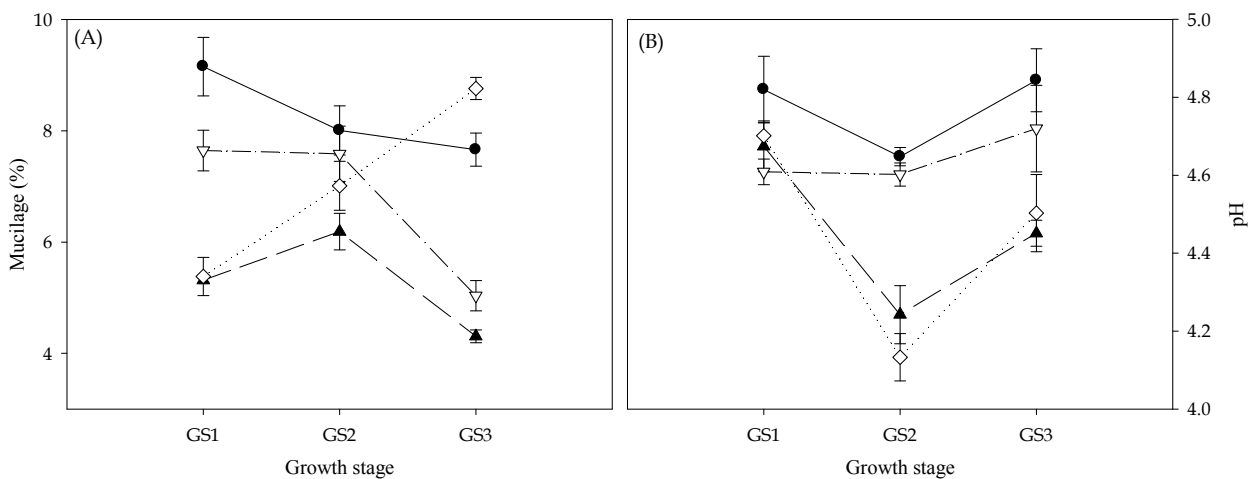 (A)
Mucilage (%)
10
8
6
4
GS1 GS2 GS3
Growth stage
(B)
5.0
4.8
4.6
4.4
4.2
4.0
pH
GS1 GS2 GS3
Growth stage